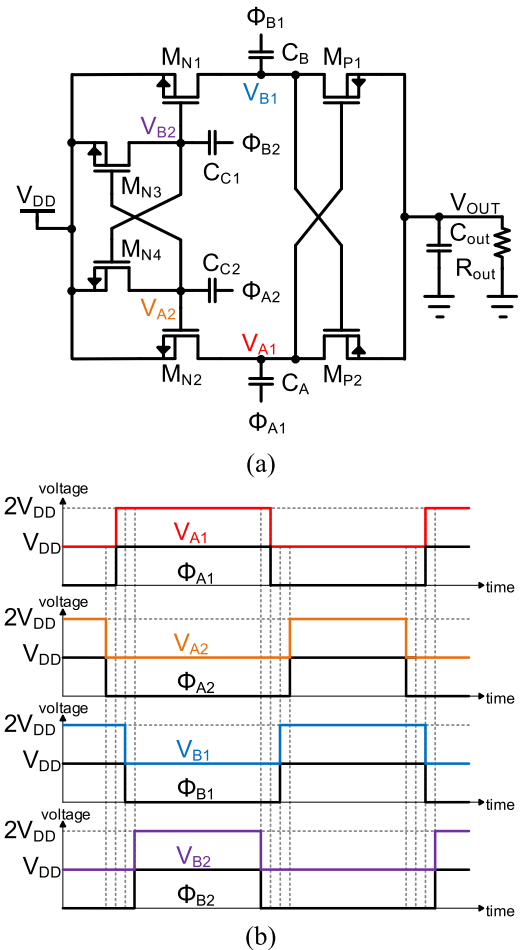 Φ_B1
M_N1 C_B M_P1
V_B1
V_B2
Φ_B2
C_C1
M_N3
V_DD
V_OUT
M_N4
C_out
C_C2
R_out
Φ_A2
V_A2
V_A1
M_N2 C_A M_P2
Φ_A1
(a)
voltage
2V_DD
V_A1
V_DD
Φ_A1
time
voltage
2V_DD
V_A2
V_DD
Φ_A2
time
voltage
2V_DD
V_B1
V_DD
Φ_B1
time
voltage
2V_DD
V_B2
V_DD
Φ_B2
time
(b)